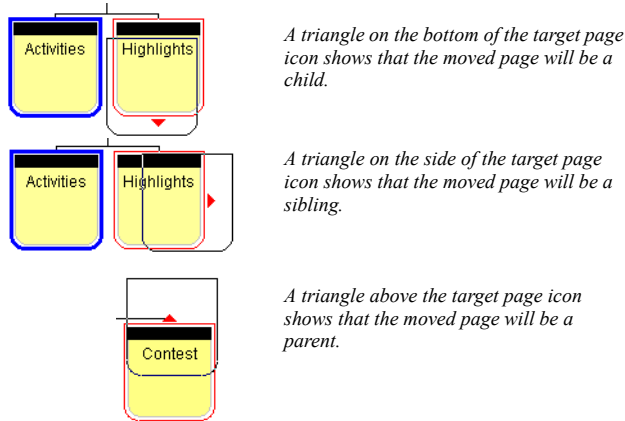 Activities
Highlights
A triangle on the bottom of the target page
icon shows that the moved page will be a
child.
Activities
Highlights
A triangle on the side of the target page
icon shows that the moved page will be a
sibling.
Contest
A triangle above the target page icon
shows that the moved page will be a
parent.